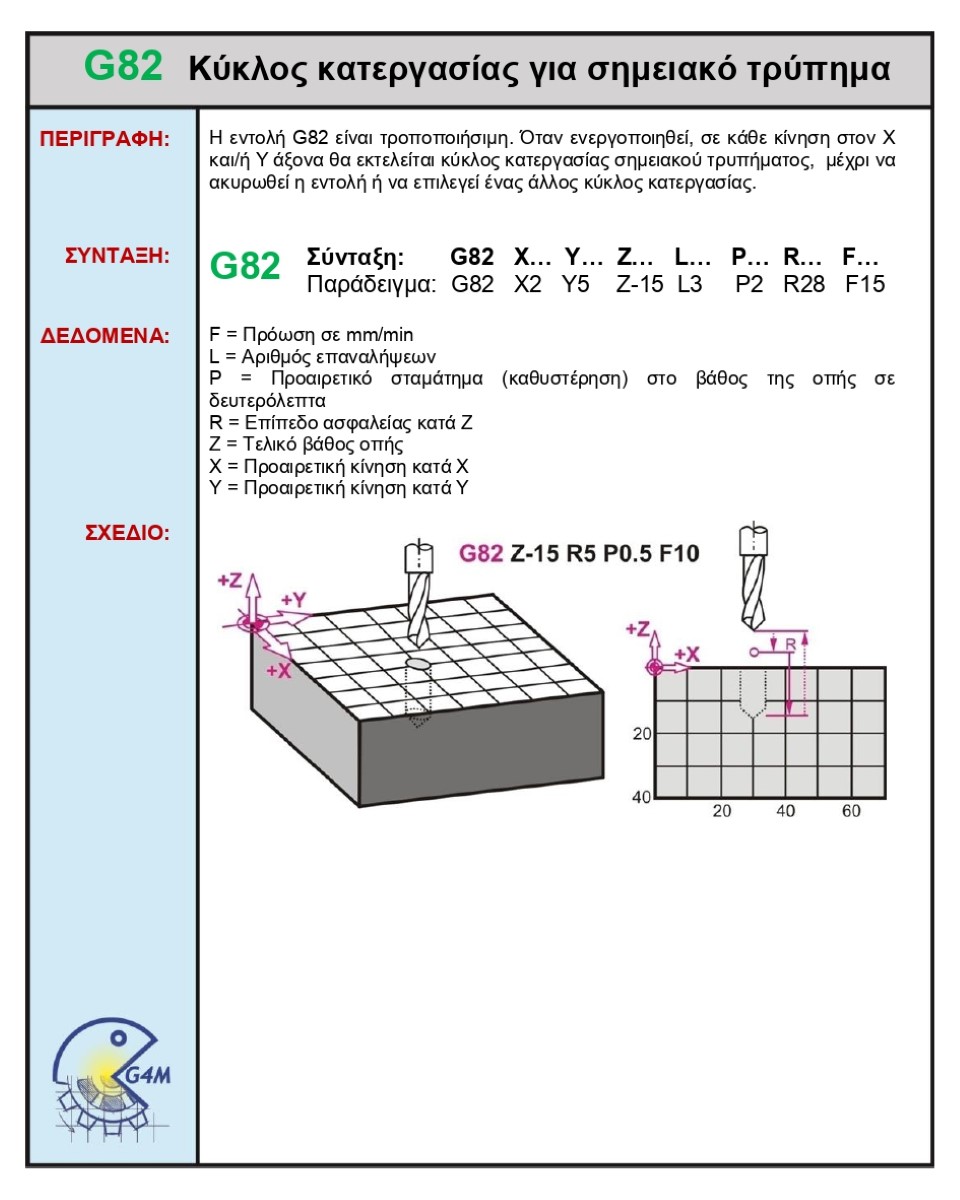 G82 Κύκλος κατεργασίας για σημειακό τρύπημα
ΠΕΡΙΓΡΑΦΗ:
Η εντολή G82 είναι τροποποιήσιμη. Όταν ενεργοποιηθεί, σε κάθε κίνηση στον Χ
και/ή Υ άξονα θα εκτελείται κύκλος κατεργασίας σημειακού τρυπήματος, μέχρι να
ακυρωθεί η εντολή ή να επιλεγεί ένας άλλος κύκλος κατεργασίας.
ΣΥΝΤΑΞΗ:
G82
Σύνταξη: G82 X… Y… Z… L… P… R… F…
Παράδειγμα: G82 X2 Y5 Z-15 L3 P2 R28 F15
ΔΕΔΟΜΕΝΑ:
F = Πρόωση σε mm/min
L = Αριθμός επαναλήψεων
P = Προαιρετικό σταμάτημα (καθυστέρηση) στο βάθος της οπής σε
δευτερόλεπτα
R = Επίπεδο ασφαλείας κατά Z
Z = Τελικό βάθος οπής
X = Προαιρετική κίνηση κατά X
Y = Προαιρετική κίνηση κατά Y
ΣΧΕΔΙΟ:
G82 Z-15 R5 P0.5 F10
+Z
+Y
+X
+Z
+X
R
20
40
20 40 60
G4M